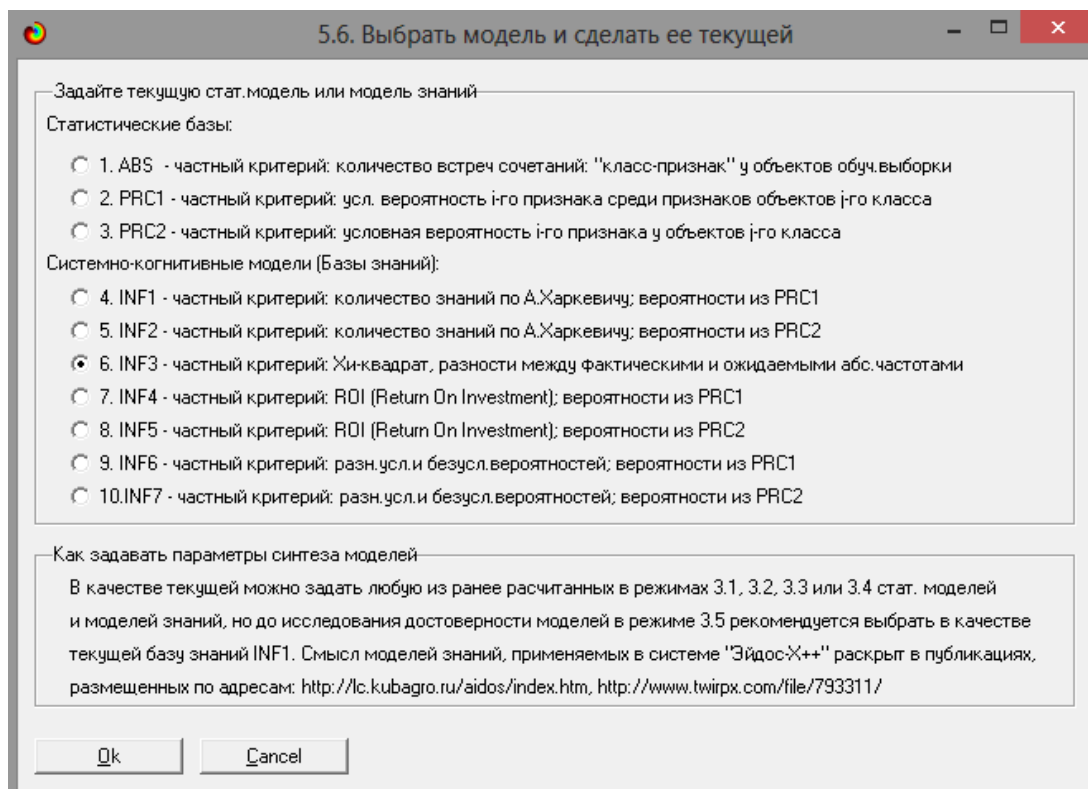 5.6. Выбрать модель и сделать ее текущей
Задайте текущую стат.модель или модель знаний
Статистические базы:
1. ABS - частный критерий: количество встреч сочетаний: "класс-признак" у объектов обуч.выборки
2. PRC1 - частный критерий: усл. вероятность i-го признака среди признаков объектов j-го класса
3. PRC2 - частный критерий: условная вероятность i-го признака у объектов j-го класса
Системно-когнитивные модели (Базы знаний):
4. INF1 - частный критерий: количество знаний по А.Харкевичу; вероятности из PRC1
5. INF2 - частный критерий: количество знаний по А.Харкевичу; вероятности из PRC2
6. INF3 - частный критерий: Хи-квадрат, разности между фактическими и ожидаемыми абс.частотами
7. INF4 - частный критерий: ROI (Return On Investment); вероятности из PRC1
8. INF5 - частный критерий: ROI (Return On Investment); вероятности из PRC2
9. INF6 - частный критерий: разн.усл.и безусл.вероятностей; вероятности из PRC1
10.INF7 - частный критерий: разн.усл.и безусл.вероятностей; вероятности из PRC2
Как задавать параметры синтеза моделей
В качестве текущей можно задать любую из ранее расчитанных в режимах 3.1, 3.2, 3.3 или 3.4 стат. моделей
и моделей знаний, но до исследования достоверности моделей в режиме 3.5 рекомендуется выбрать в качестве
текущей базу знаний INF1. Смысл моделей знаний, применяемых в системе "Эйдос-Х++" раскрыт в публикациях,
размещенных по адресам: http://lc.kubagro.ru/aidos/index.htm, http://www.twirpx.com/file/793311/
Ok
Cancel